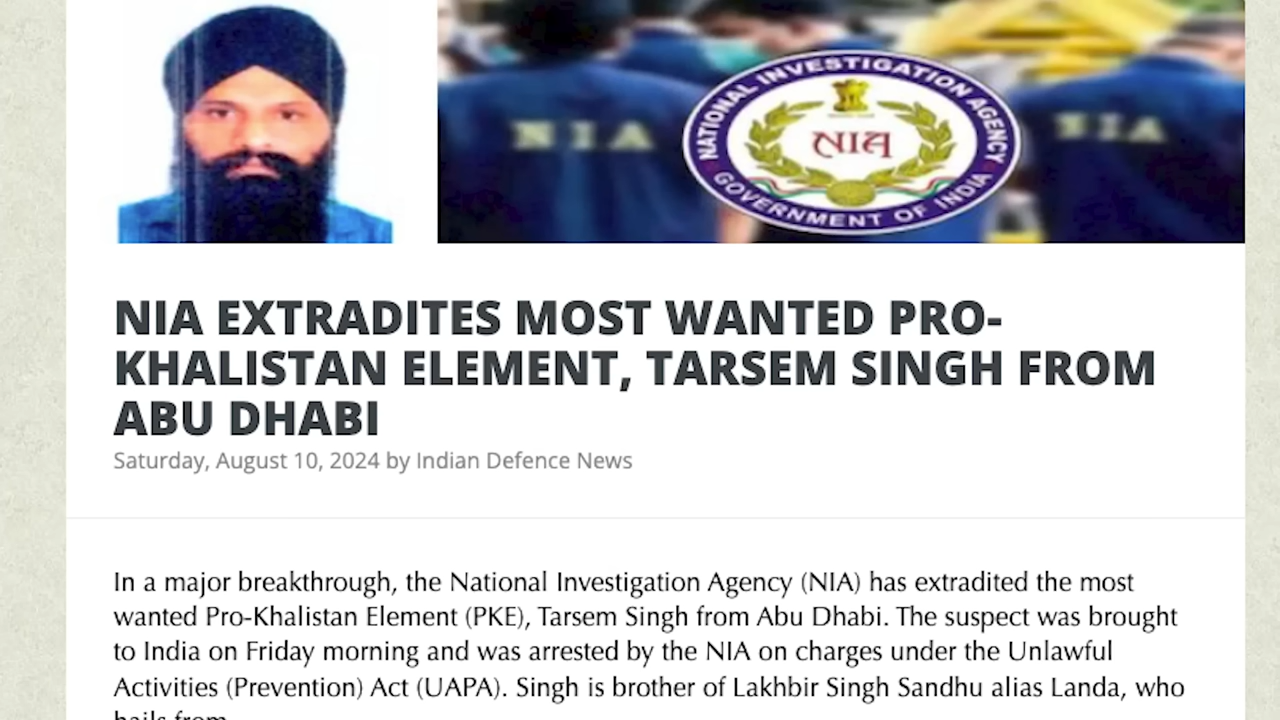 NIA
NATIONAL INVESTIGATION AGENCY
NIA
GOVERNMENT OF INDIA
NIA
NIA EXTRADITES MOST WANTED PRO-
KHALISTAN ELEMENT, TARSEM SINGH FROM
ABU DHABI
Saturday, August 10, 2024 by Indian Defence News
In a major breakthrough, the National Investigation Agency (NIA) has extradited the most
wanted Pro-Khalistan Element (PKE), Tarsem Singh from Abu Dhabi. The suspect was brought
to India on Friday morning and was arrested by the NIA on charges under the Unlawful
Activities (Prevention) Act (UAPA). Singh is brother of Lakhbir Singh Sandhu alias Landa, who
hails from